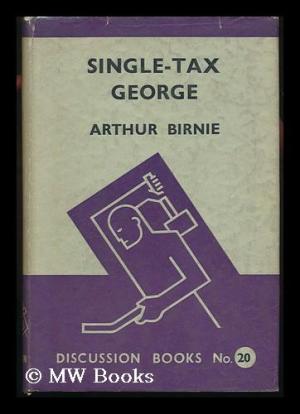 SINGLE-TAX
GEORGE
ARTHUR BIRNIE
DISCUSSION BOOKS No. 20
© MW Books